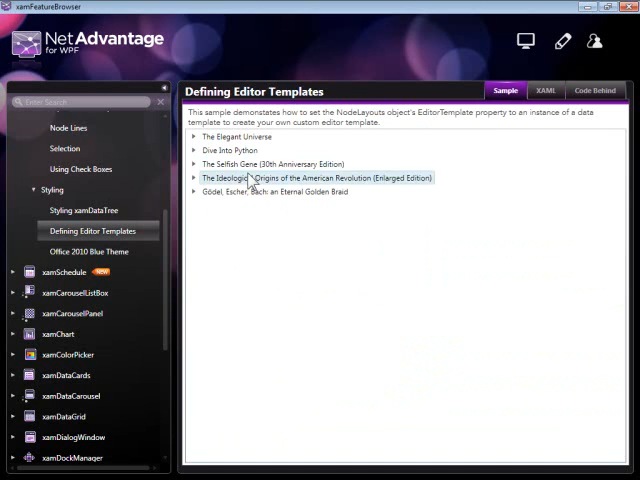 xamFeatureBrowser
NetAdvantage
for WPF
Enter Search
Node Lines
Selection
Using Check Boxes
Styling
Styling xamDataTree
Defining Editor Templates
Office 2010 Blue Theme
xamSchedule NEW
xamCarouselListBox
xamCarouselPanel
xamChart
xamColorPicker
xamDataCards
xamDataCarousel
xamDataGrid
xamDialogWindow
xamDockManager
Defining Editor Templates
Sample XAML Code Behind
This sample demonstates how to set the NodeLayouts object's EditorTemplate property to an instance of a data
template to create your own custom editor template.
The Elegant Universe
Dive Into Python
The Selfish Gene (30th Anniversary Edition)
The Ideological Origins of the American Revolution (Enlarged Edition)
Gödel, Escher, Bach: an Eternal Golden Braid